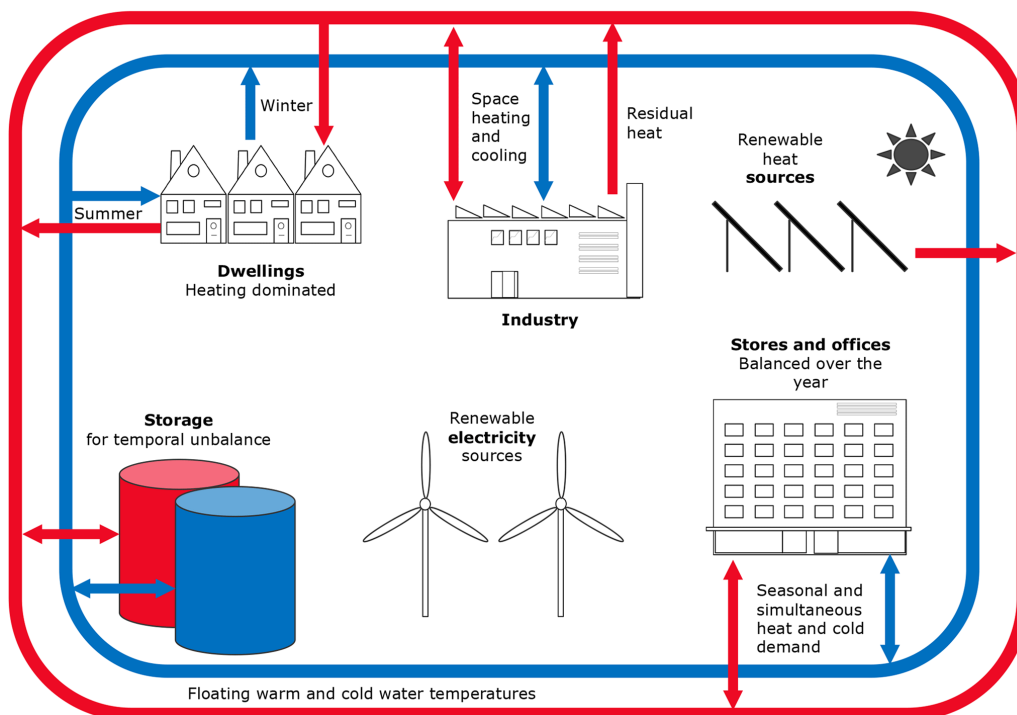 Winter
Space
heating
and
cooling
Residual
heat
Renewable
heat
sources
Summer
Dwellings
Heating dominated
Industry
Stores and offices
Balanced over the
year
Storage
for temporal unbalance
Renewable
electricity
sources
Seasonal and
simultaneous
heat and cold
demand
Floating warm and cold water temperatures